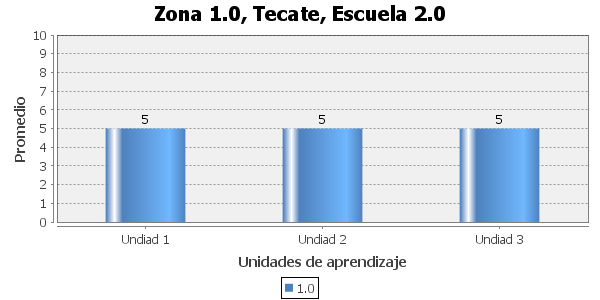 Zona 1.0, Tecate, Escuela 2.0
Promedio
10
9
8
7
6
5
4
3
2
1
0
5
5
5
Undiad 1
Undiad 2
Undiad 3
Unidades de aprendizaje
1.0